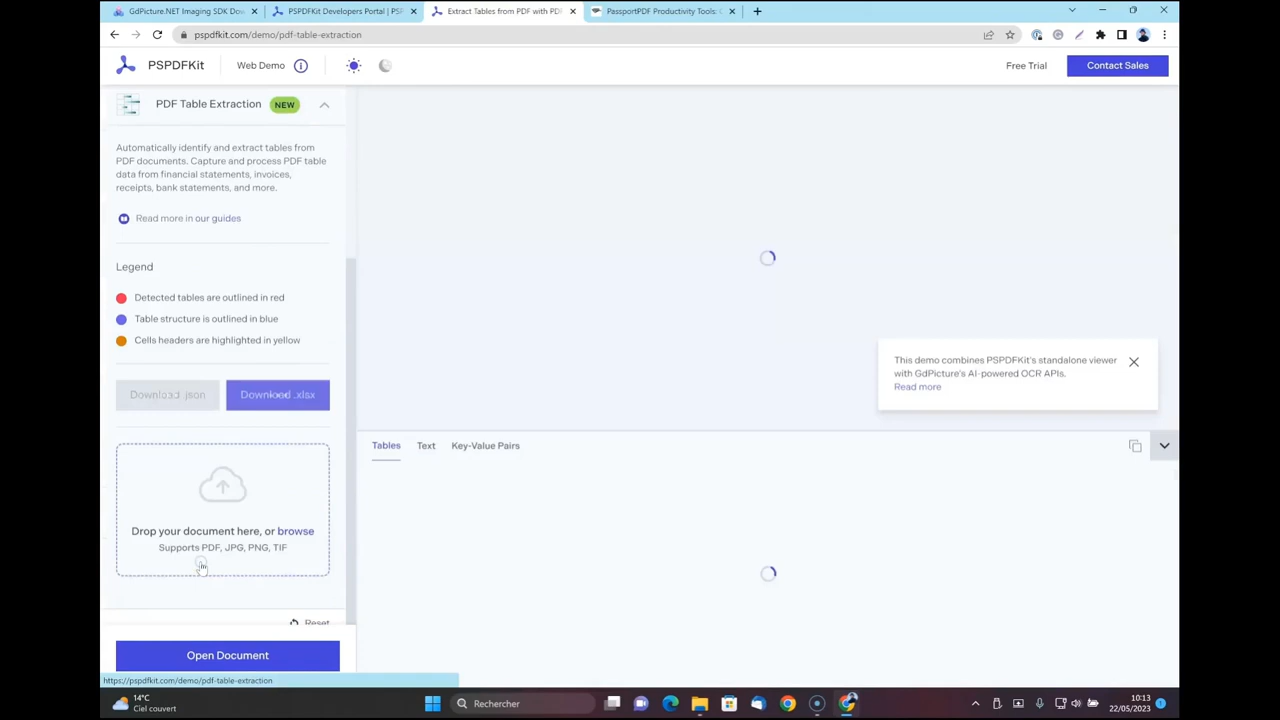 GdPicture.NET Imaging SDK Dow
PSPDFKit Developers Portal | PSP
Extract Tables from PDF with PDF
PassportPDF Productivity Tools: C
pspdfkit.com/demo/pdf-table-extraction
PSPDFKit
Web Demo
Free Trial
Contact Sales
PDF Table Extraction
NEW
Automatically identify and extract tables from
PDF documents. Capture and process PDF table
data from financial statements, invoices,
receipts, bank statements, and more.
Read more in our guides
Legend
Detected tables are outlined in red
Table structure is outlined in blue
Cells headers are highlighted in yellow
Download .json
Download .xlsx
This demo combines PSPDFKit's standalone viewer
with GdPicture's AI-powered OCR APIs.
Read more
Tables
Text
Key-Value Pairs
Drop your document here, or browse
Supports PDF, JPG, PNG, TIF
Reset
Open Document
https://pspdfkit.com/demo/pdf-table-extraction
14°C
Ciel couvert
Rechercher
10:13
22/05/2023
1